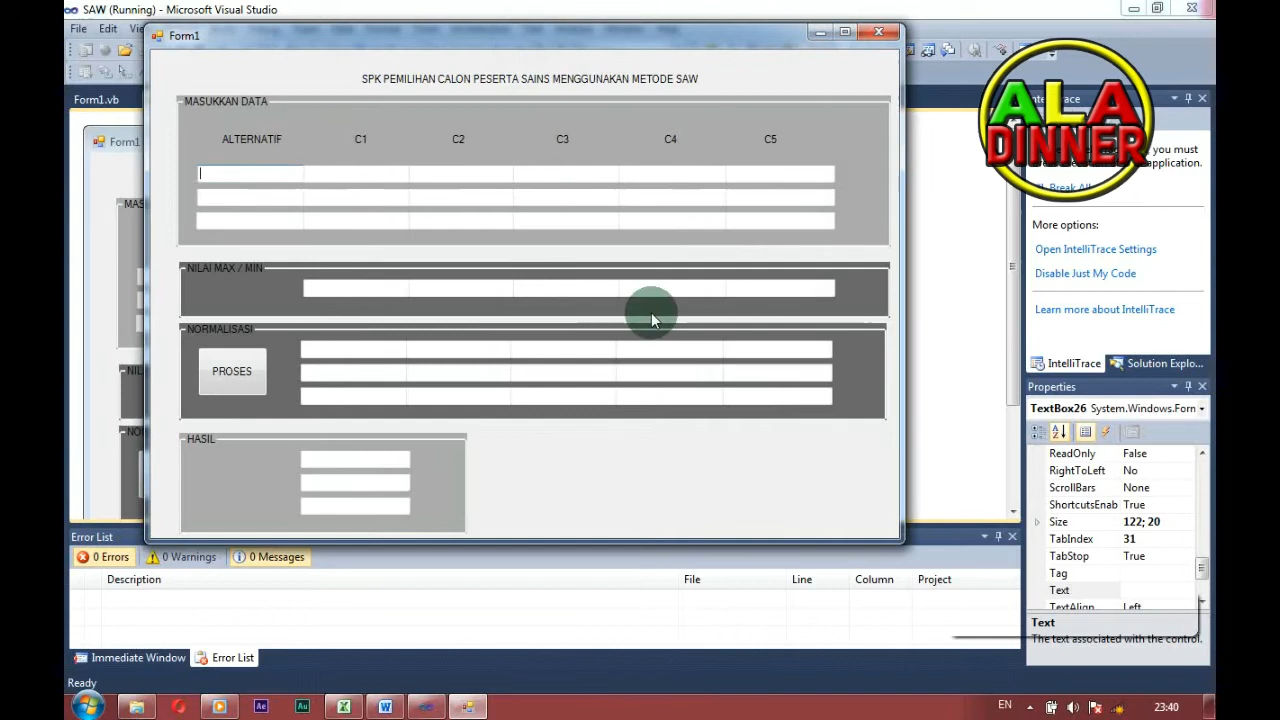 SAW (Running) - Microsoft Visual Studio
File Edit
Form1
Form1.vb
Form1
SPK PEMILIHAN CALON PESERTA SAINS MENGGUNAKAN METODE SAW
MASUKKAN DATA
ALTERNATIF C1 C2 C3 C4 C5
NILAI MAX / MIN
NORMALISASI
PROSES
HASIL
ALA
DINNER
you must
application.
Break All
More options:
Open IntelliTrace Settings
Disable Just My Code
Learn more about IntelliTrace
IntelliTrace Solution Explo...
Properties
TextBox26 System.Windows.Form
ReadOnly False
RightToLeft No
ScrollBars None
ShortcutsEnab True
Size 122; 20
TabIndex 31
TabStop True
Tag
Text
TextAlign Left
Text
The text associated with the control.
Error List
0 Errors 0 Warnings 0 Messages
Description File Line Column Project
Immediate Window Error List
Ready
Ae Au
EN 23:40